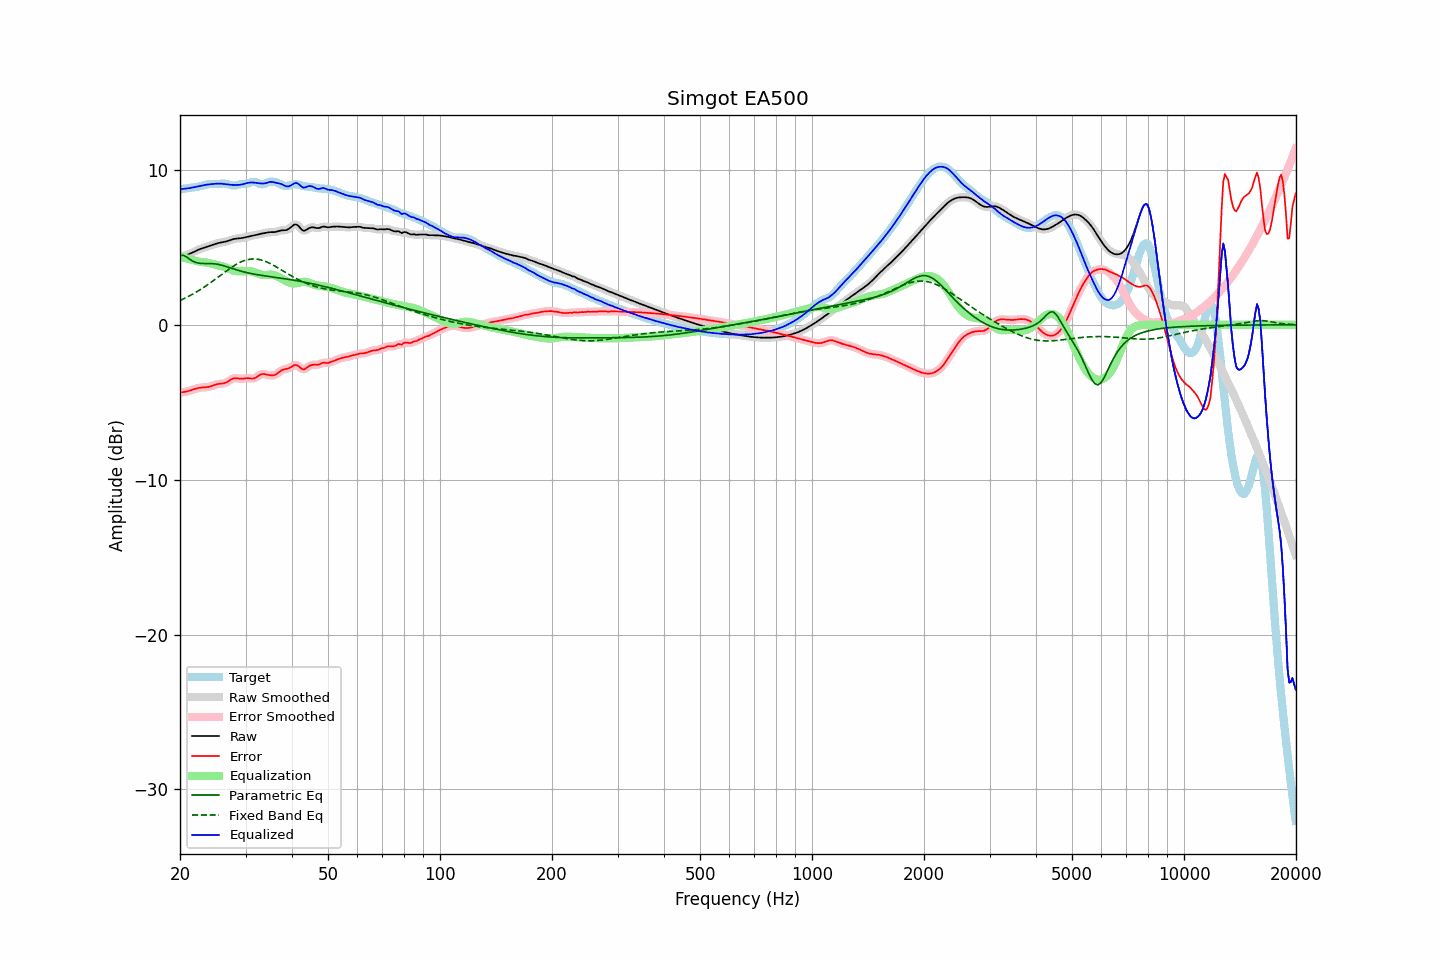 Simgot EA500
Amplitude (dBr)
10
0
−10
−20
−30
Target
Raw Smoothed
Error Smoothed
Raw
Error
Equalization
Parametric Eq
Fixed Band Eq
Equalized
20 50 100 200 500 1000 2000 5000 10000 20000
Frequency (Hz)